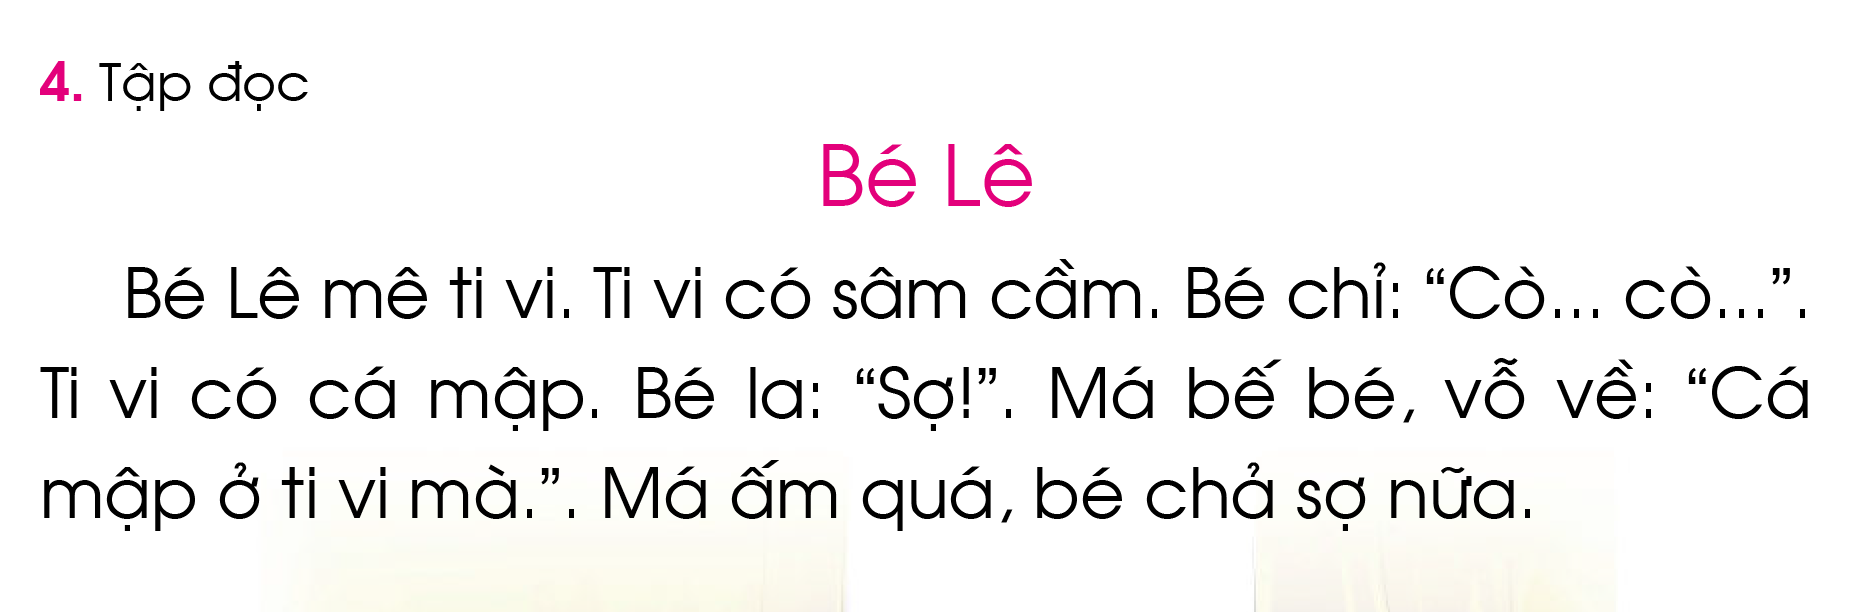 4. Tập đọc
Bé Lê
Bé Lê mê ti vi. Ti vi có sâm cầm. Bé chỉ: “Cò... cò...”.
Ti vi có cá mập. Bé la: “Sợ!”. Má bế bé, vỗ về: “Cá
mập ở ti vi mà.”. Má ấm quá, bé chả sợ nữa.